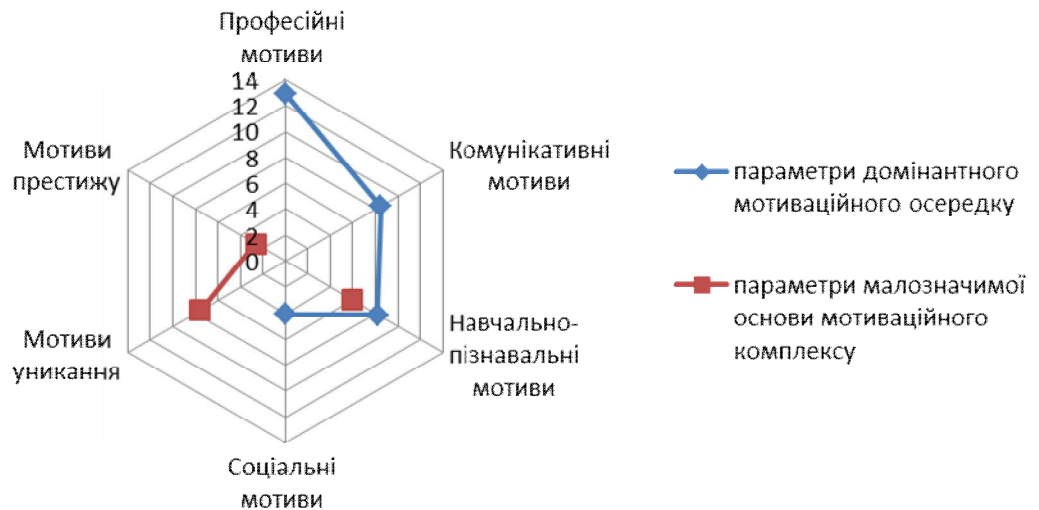 Професійні
мотиви
14
12
10
8
6
4
2
0
Комунікативні
мотиви
Навчально-
пізнавальні
мотиви
Соціальні
мотиви
Мотиви
уникання
Мотиви
престижу
параметри домінантного
мотиваційного осередку
параметри малозначимої
основи мотиваційного
комплексу